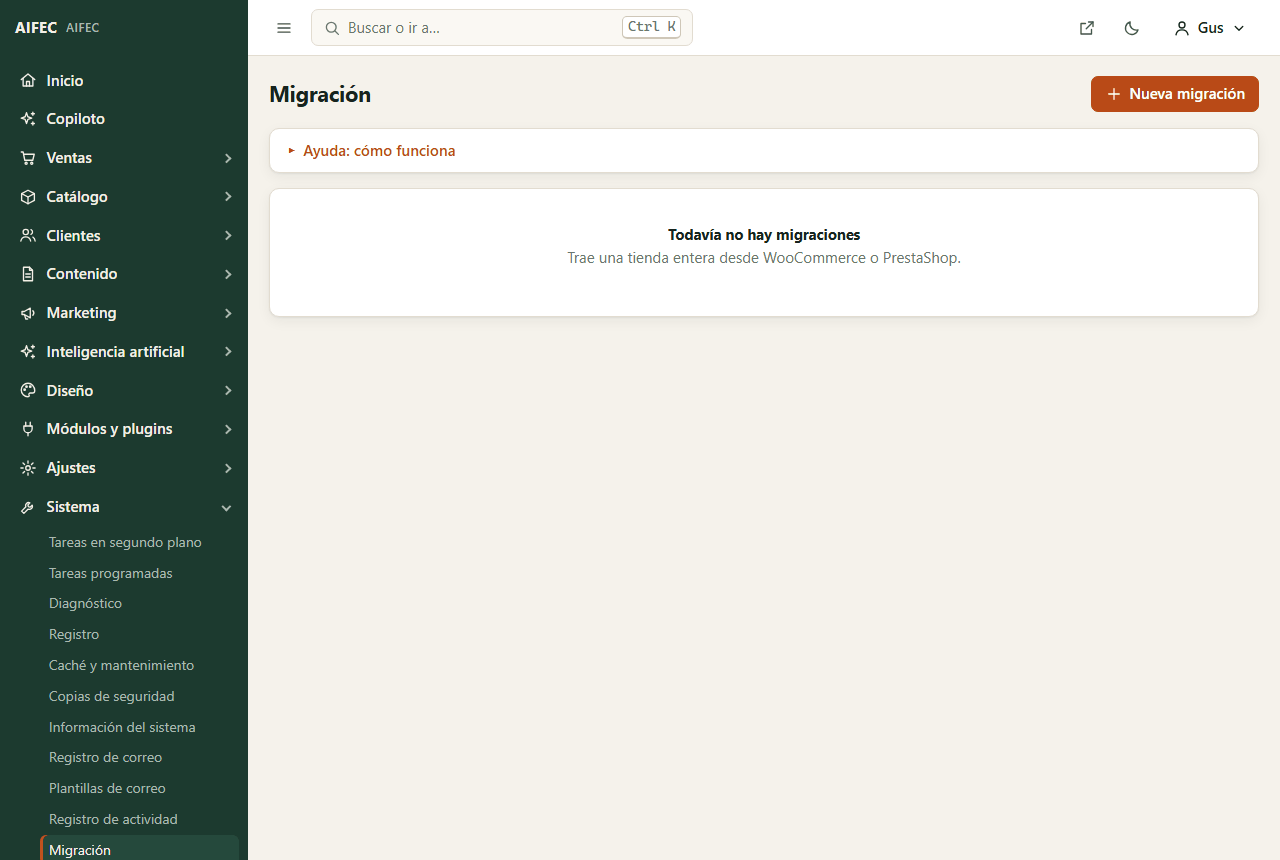 AIFEC AIFEC
Buscar o ir a...
Ctrl K
Gus
Inicio
Copiloto
Ventas
Catálogo
Clientes
Contenido
Marketing
Inteligencia artificial
Diseño
Módulos y plugins
Ajustes
Sistema
Tareas en segundo plano
Tareas programadas
Diagnóstico
Registro
Caché y mantenimiento
Copias de seguridad
Información del sistema
Registro de correo
Plantillas de correo
Registro de actividad
Migración
Migración
+ Nueva migración
Ayuda: cómo funciona
Todavía no hay migraciones
Trae una tienda entera desde WooCommerce o PrestaShop.